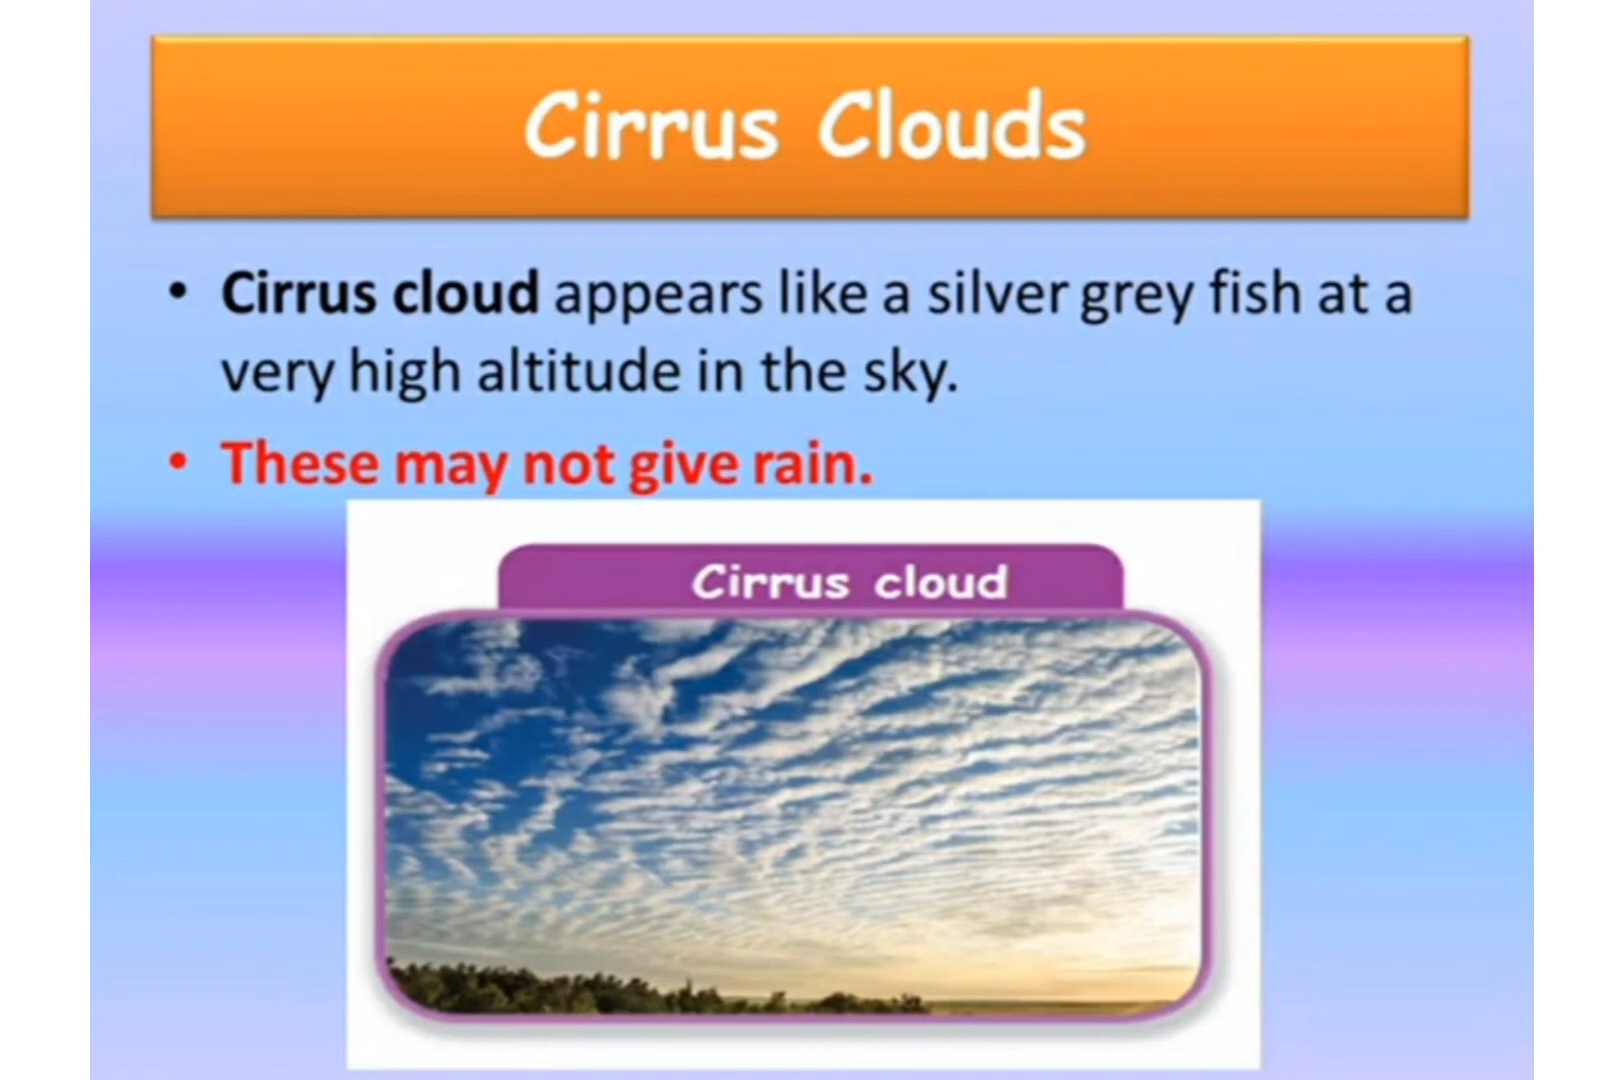 Cirrus Clouds
• Cirrus cloud appears like a silver grey fish at a
very high altitude in the sky.
• These may not give rain.
Cirrus cloud